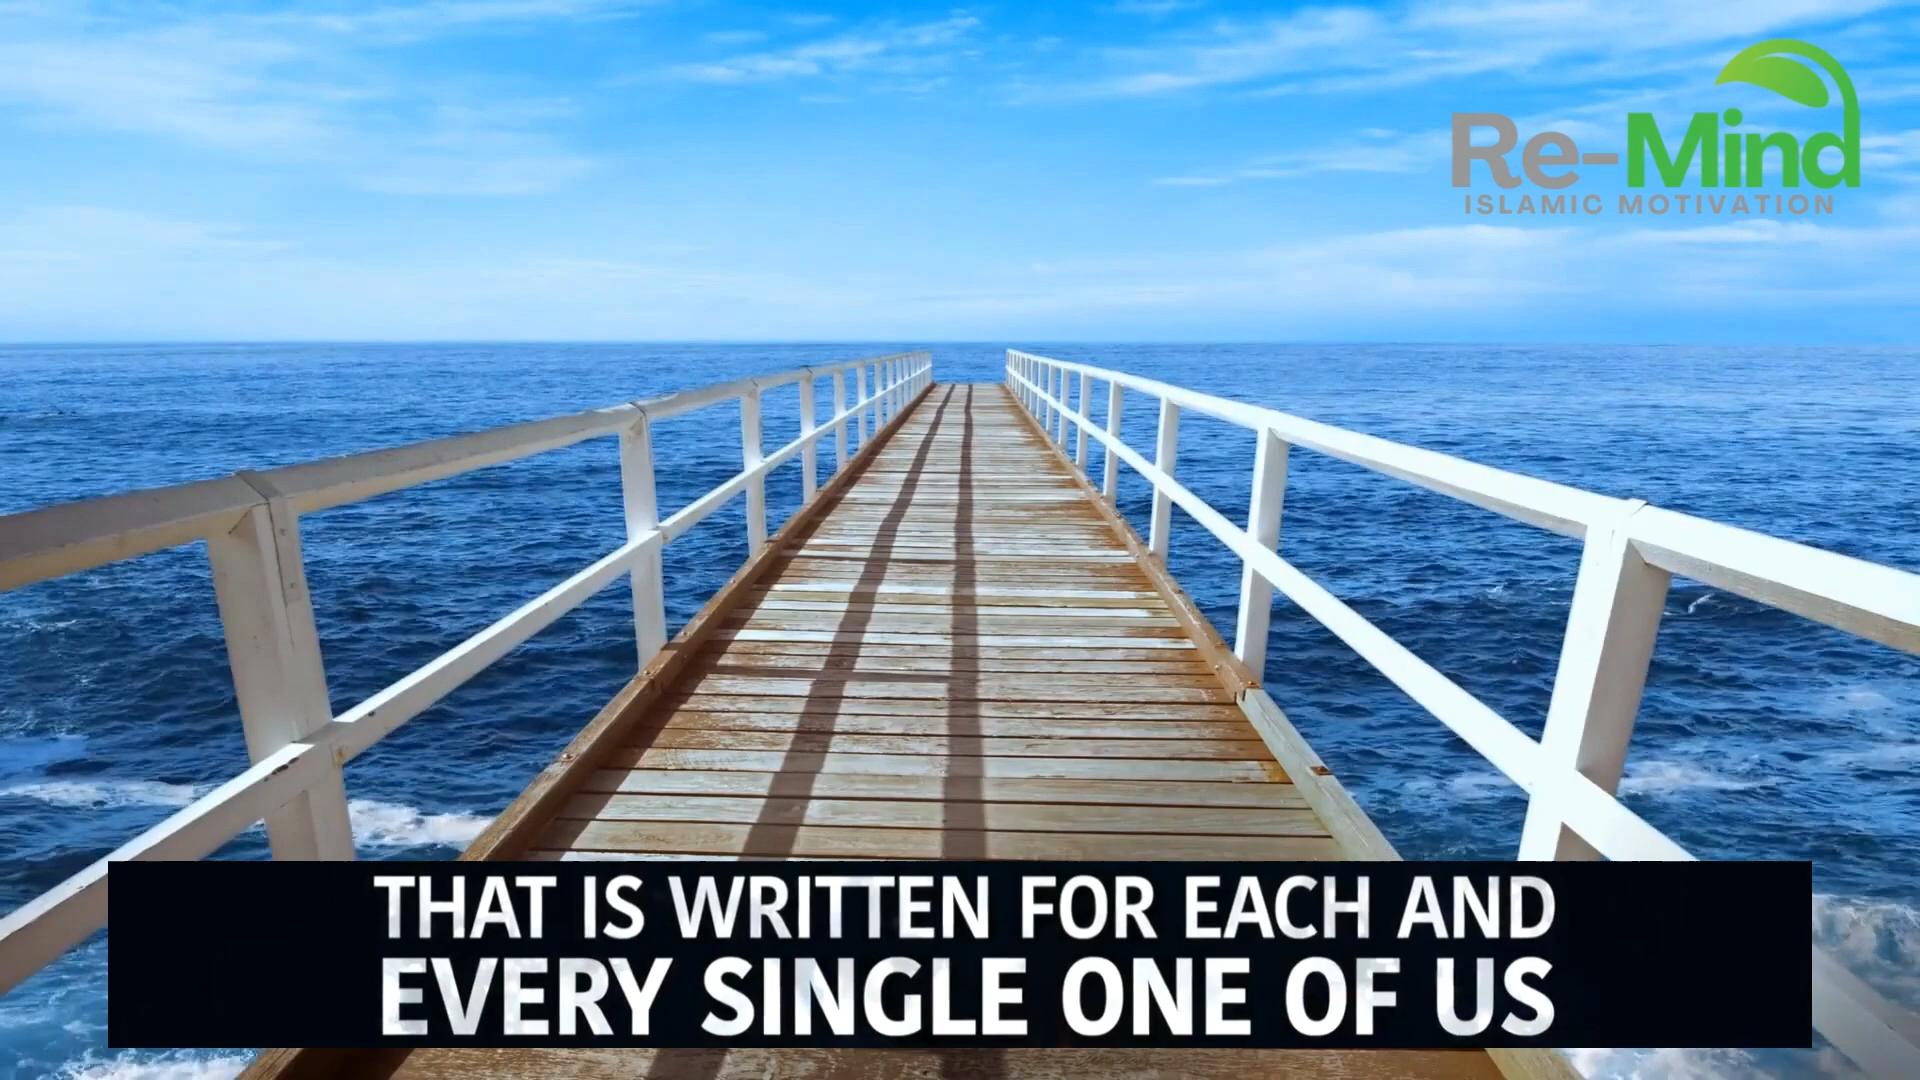 Re-Mind
ISLAMIC MOTIVATION
THAT IS WRITTEN FOR EACH AND
EVERY SINGLE ONE OF US